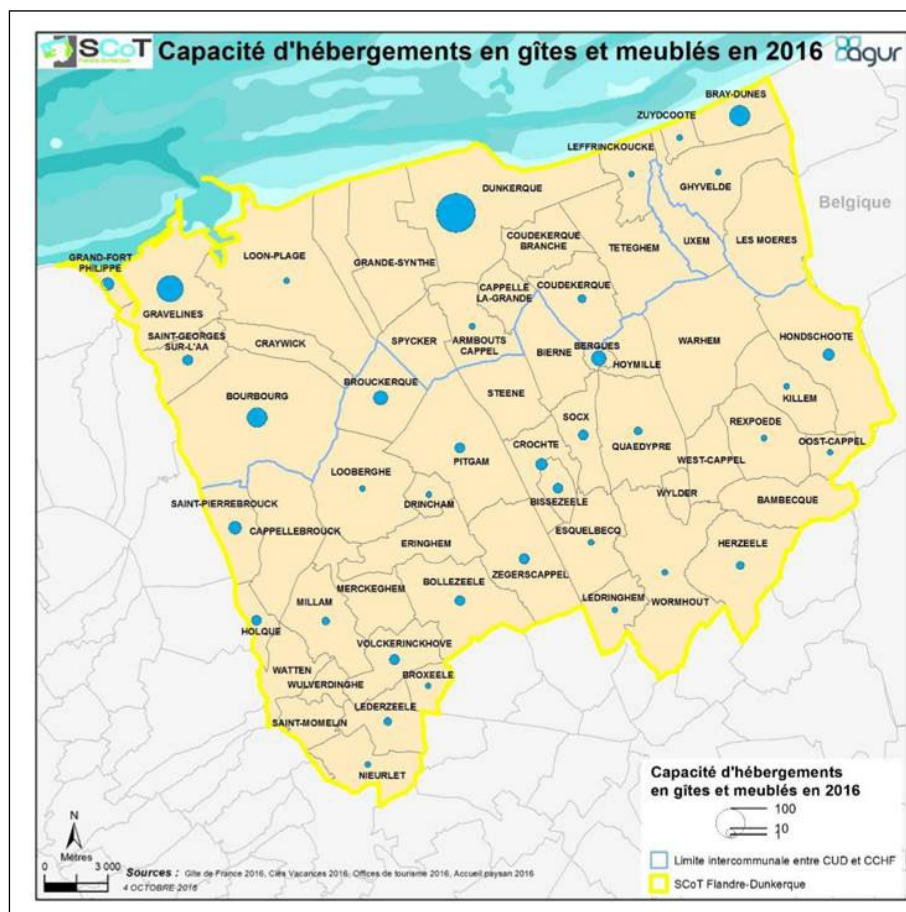 SCoT
Flandre-Dunkerque
Capacité d'hébergements en gîtes et meublés en 2016
agur
BRAY-DUNES
ZUYDCOOTE
LEFFRINCKOUCKE
GHYVELDE
DUNKERQUE
Belgique
COUDEKERQUE
BRANCHE
TETEGHEM
UXEM
LES MOERES
LOON-PLAGE
GRAND-FORT
PHILIPPE
GRANDE-SYNTHE
CAPPELLE
LA-GRANDE
COUDEKERQUE
GRAVELINES
SAINT-GEORGES
SUR-L'AA
CRAYWICK
SPYCKER
ARMBOUTS
CAPPEL
BIERNE
BERGUES
HOYMILLE
WARHEM
HONDSCHOOTE
BROUCKERQUE
STEENE
KILLEM
BOURBOURG
SOCX
REXPOEDE
CROCHTE
QUAEDYPRE
OOST-CAPPEL
PITGAM
WEST-CAPPEL
LOOBERGHE
BISSEZEELE
WYLDER
SAINT-PIERREBROUCK
DRINCHAM
BAMBECQUE
CAPPELLEBROUCK
ESQUELBECQ
ERINGHEM
HERZEELE
ZEGERSCAPPEL
BOLLEZEELE
MERCKEGHEM
MILLAM
LEDRINGHEM
WORMHOUT
HOLQUE
VOLCKERINCKHOVE
WATTEN
BROXEELE
WULVERDINGHE
LEDERZEELE
SAINT-MOMELIN
NIEURLET
Capacité d'hébergements
en gîtes et meublés en 2016
100
10
1
Limite intercommunale entre CUD et CCHF
SCoT Flandre-Dunkerque
N
Mètres
0 3 000
Sources : Gîte de France 2016, Clés Vacances 2016, Offices de tourisme 2016, Accueil paysan 2016
4 OCTOBRE 2016